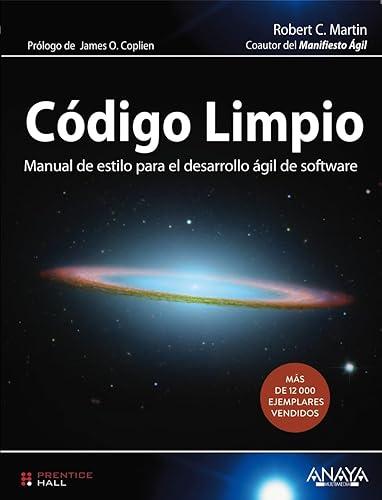 Robert C. Martin
Prólogo de James O. Coplien
Coautor del Manifiesto Ágil
Código Limpio
Manual de estilo para el desarrollo ágil de software
MÁS
DE 12 000
EJEMPLARES
VENDIDOS
PRENTICE
HALL
ANAYA
MULTIMEDIA